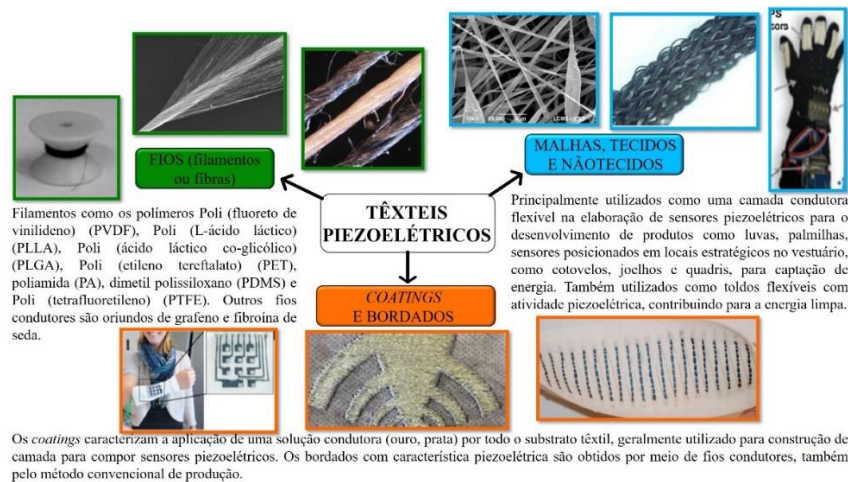 FIOS (filamentos
ou fibras)
MALHAS, TECIDOS
E NÃOTECIDOS
TÊXTEIS
PIEZOELÉTRICOS
Filamentos como os polímeros Poli (fluoreto de
vinilideno) (PVDF), Poli (L-ácido láctico)
(PLLA), Poli (ácido láctico co-glicólico)
(PLGA), Poli (etileno tereftalato) (PET),
poliamida (PA), dimetil polissiloxano (PDMS) e
Poli (tetrafluoretileno) (PTFE). Outros fios
condutores são oriundos de grafeno e fibroína de
seda.
Principalmente utilizados como uma camada condutora
flexível na elaboração de sensores piezoelétricos para o
desenvolvimento de produtos como luvas, palmilhas,
sensores posicionados em locais estratégicos no vestuário,
como cotovelos, joelhos e quadris, para captação de
energia. Também utilizados como toldos flexíveis com
atividade piezoelétrica, contribuindo para a energia limpa.
COATINGS
E BORDADOS
Os coatings caracterizam a aplicação de uma solução condutora (ouro, prata) por todo o substrato têxtil, geralmente utilizado para construção de
camada para compor sensores piezoelétricos. Os bordados com característica piezoelétrica são obtidos por meio de fios condutores, também
pelo método convencional de produção.